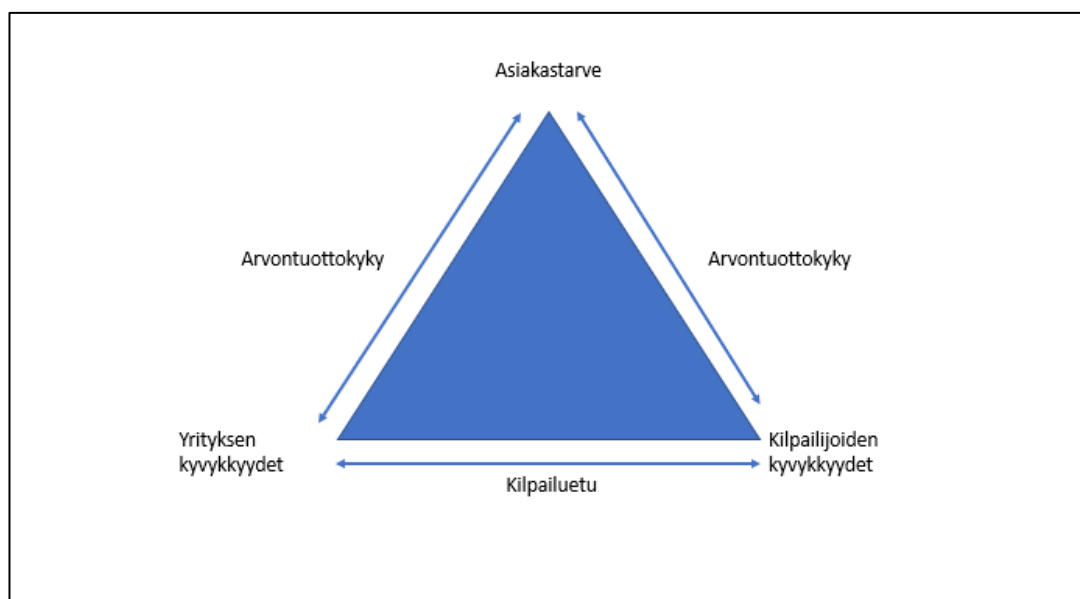 Asiakastarve
Arvontuottokyky
Arvontuottokyky
Yrityksen
kyvykkyydet
Kilpailijoiden
kyvykkyydet
Kilpailuetu